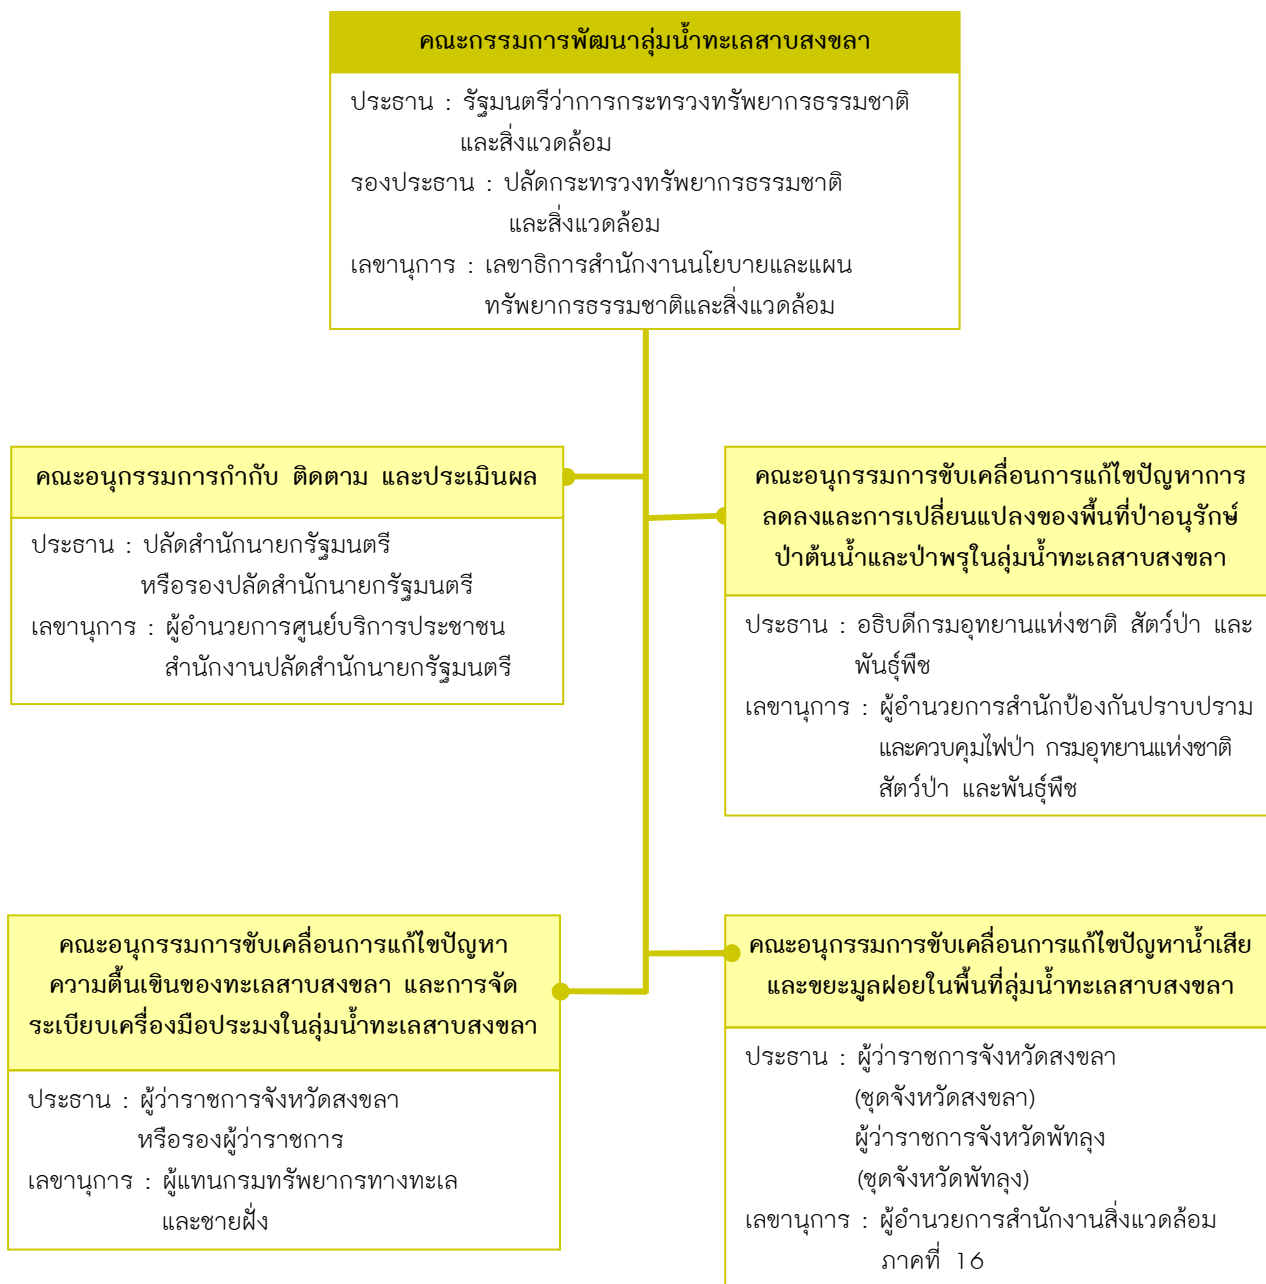 คณะกรรมการพัฒนาลุ่มน้ำทะเลสาบสงขลา
ประธาน : รัฐมนตรีว่าการกระทรวงทรัพยากรธรรมชาติ
และสิ่งแวดล้อม
รองประธาน : ปลัดกระทรวงทรัพยากรธรรมชาติ
และสิ่งแวดล้อม
เลขานุการ : เลขาธิการสำนักงานนโยบายและแผน
ทรัพยากรธรรมชาติและสิ่งแวดล้อม
คณะอนุกรรมการกำกับ ติดตาม และประเมินผล
ประธาน : ปลัดสำนักนายกรัฐมนตรี
หรือรองปลัดสำนักนายกรัฐมนตรี
เลขานุการ : ผู้อำนวยการศูนย์บริการประชาชน
สำนักงานปลัดสำนักนายกรัฐมนตรี
คณะอนุกรรมการขับเคลื่อนการแก้ไขปัญหาการ
ลดลงและการเปลี่ยนแปลงของพื้นที่ป่าอนุรักษ์
ป่าต้นน้ำและป่าพรุในลุ่มน้ำทะเลสาบสงขลา
ประธาน : อธิบดีกรมอุทยานแห่งชาติ สัตว์ป่า และ
พันธุ์พืช
เลขานุการ : ผู้อำนวยการสำนักป้องกันปราบปราม
และควบคุมไฟป่า กรมอุทยานแห่งชาติ
สัตว์ป่า และพันธุ์พืช
คณะอนุกรรมการขับเคลื่อนการแก้ไขปัญหา
ความตื้นเขินของทะเลสาบสงขลา และการจัด
ระเบียบเครื่องมือประมงในลุ่มน้ำทะเลสาบสงขลา
ประธาน : ผู้ว่าราชการจังหวัดสงขลา
หรือรองผู้ว่าราชการ
เลขานุการ : ผู้แทนกรมทรัพยากรทางทะเล
และชายฝั่ง
คณะอนุกรรมการขับเคลื่อนการแก้ไขปัญหาน้ำเสีย
และขยะมูลฝอยในพื้นที่ลุ่มน้ำทะเลสาบสงขลา
ประธาน : ผู้ว่าราชการจังหวัดสงขลา
(ชุดจังหวัดสงขลา)
ผู้ว่าราชการจังหวัดพัทลุง
(ชุดจังหวัดพัทลุง)
เลขานุการ : ผู้อำนวยการสำนักงานสิ่งแวดล้อม
ภาคที่ 16